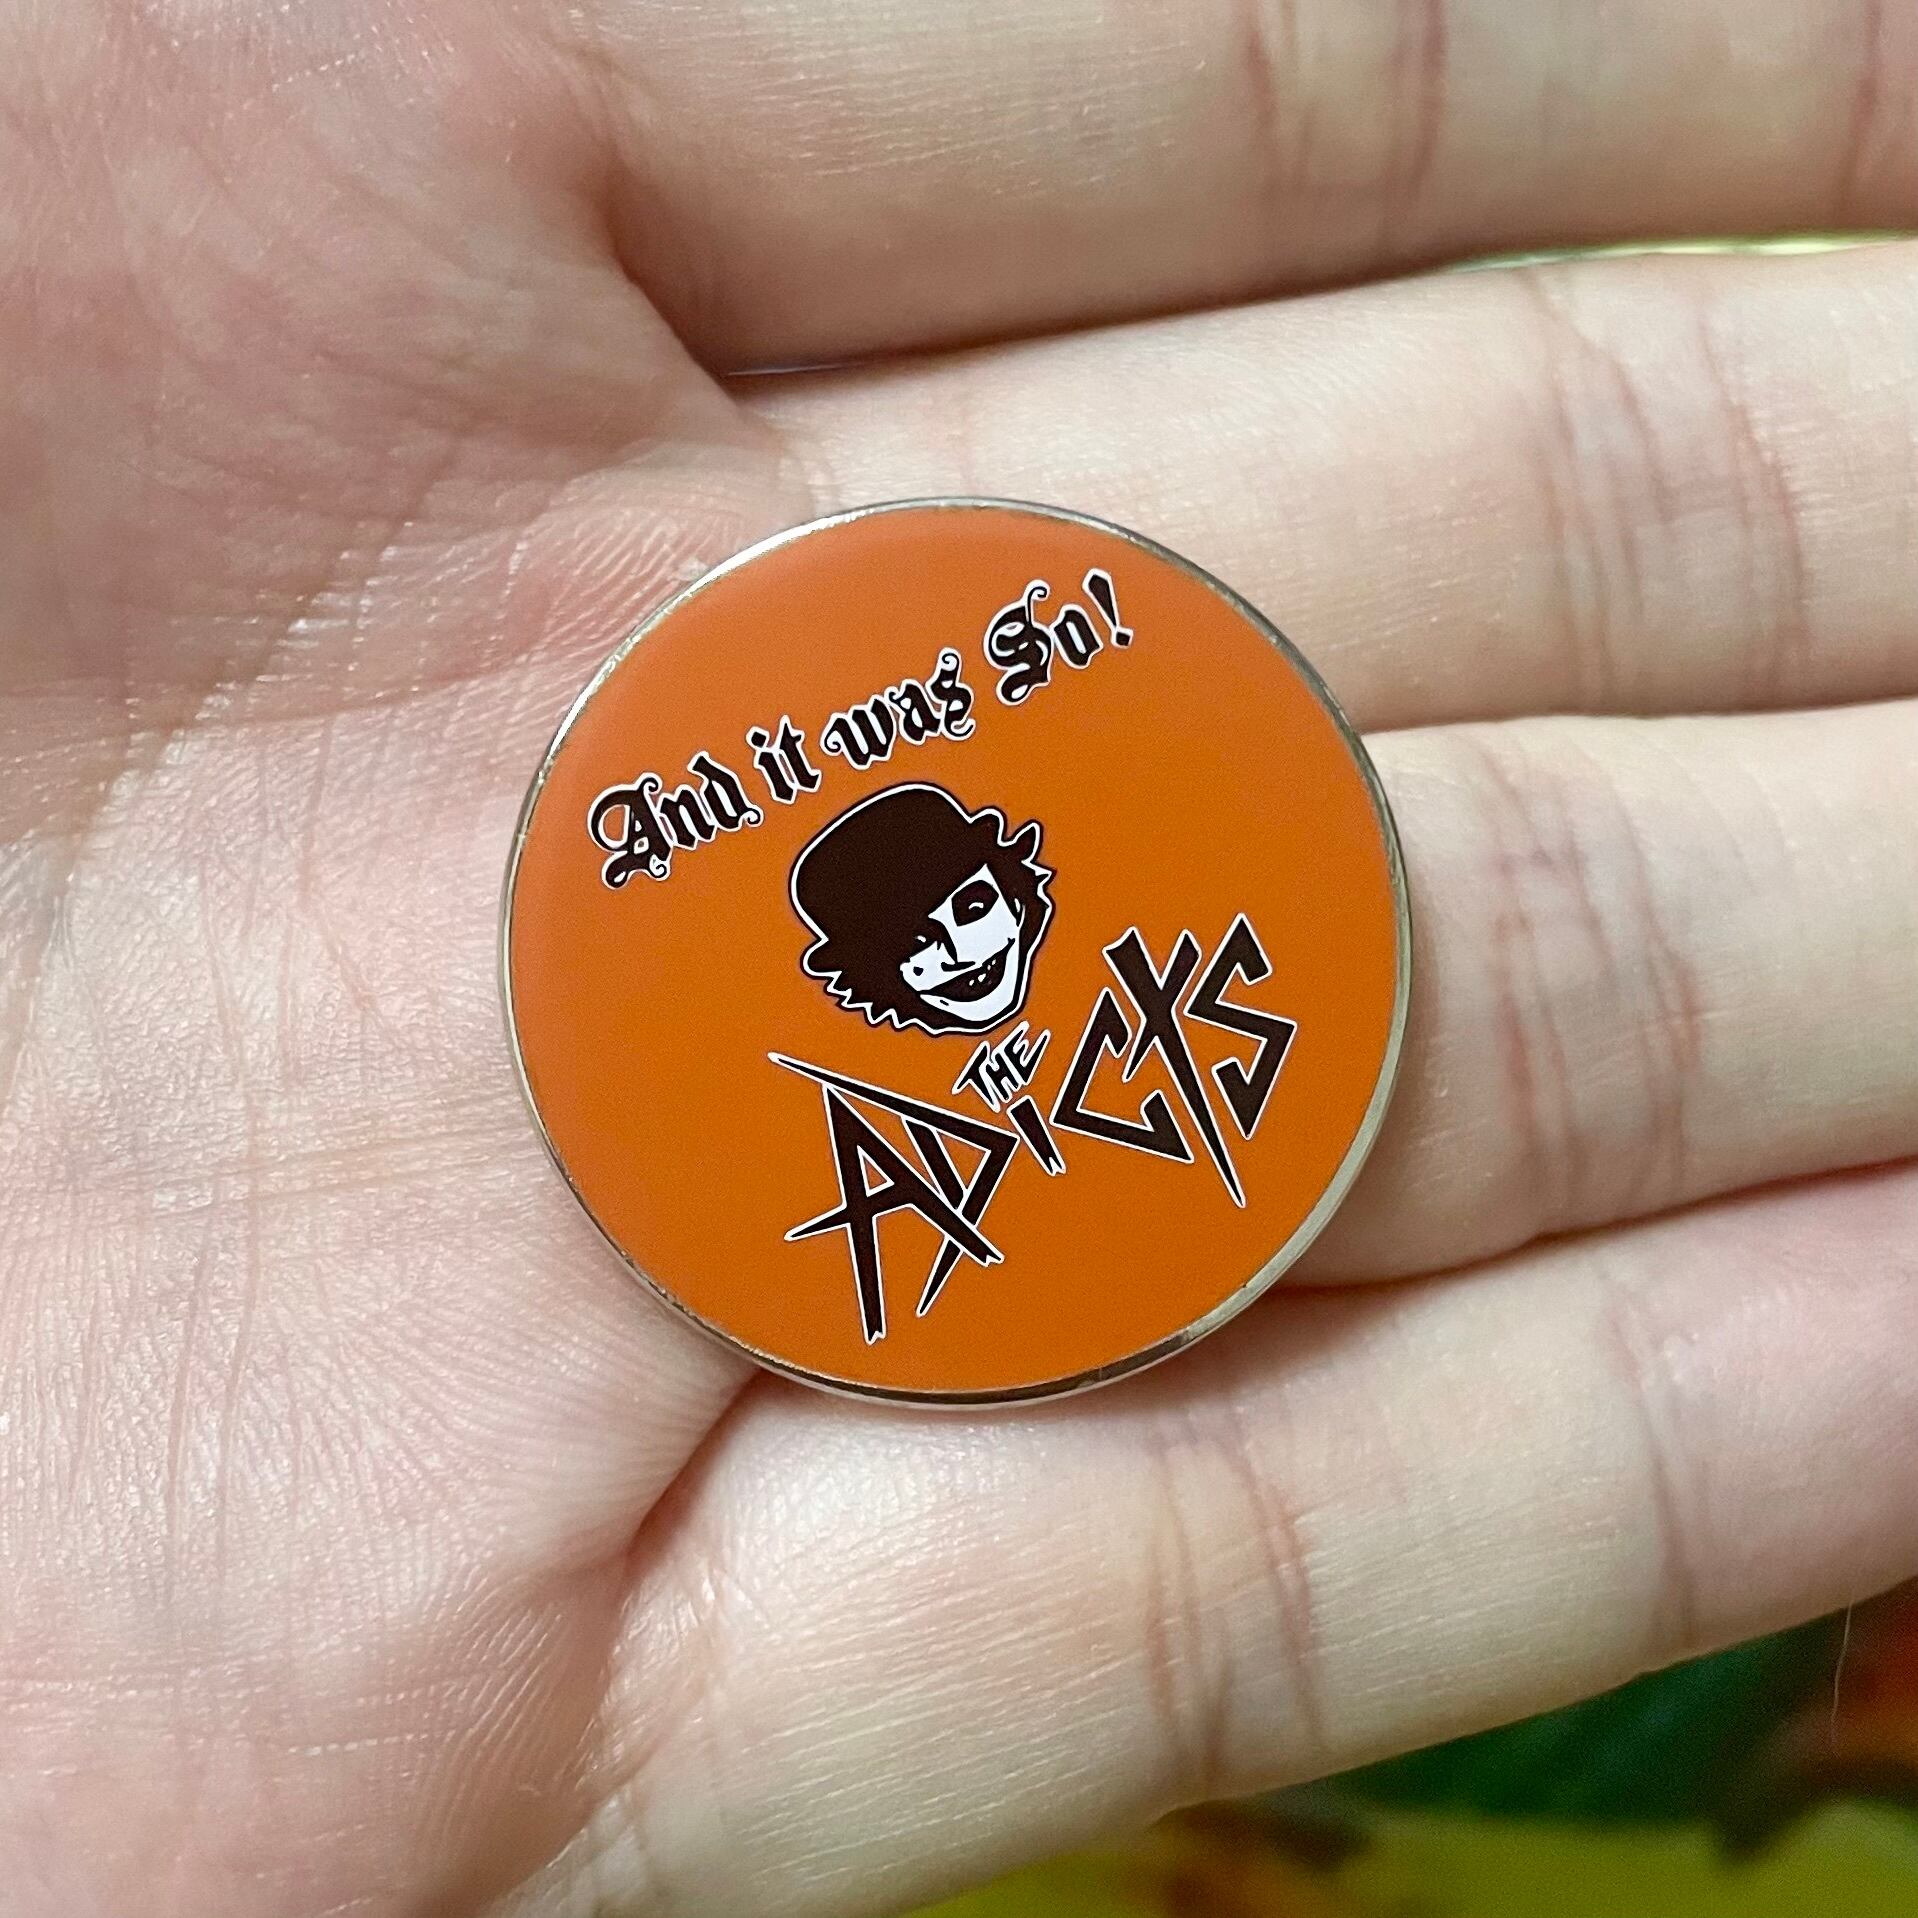 And it was So!
THE
ADICTS